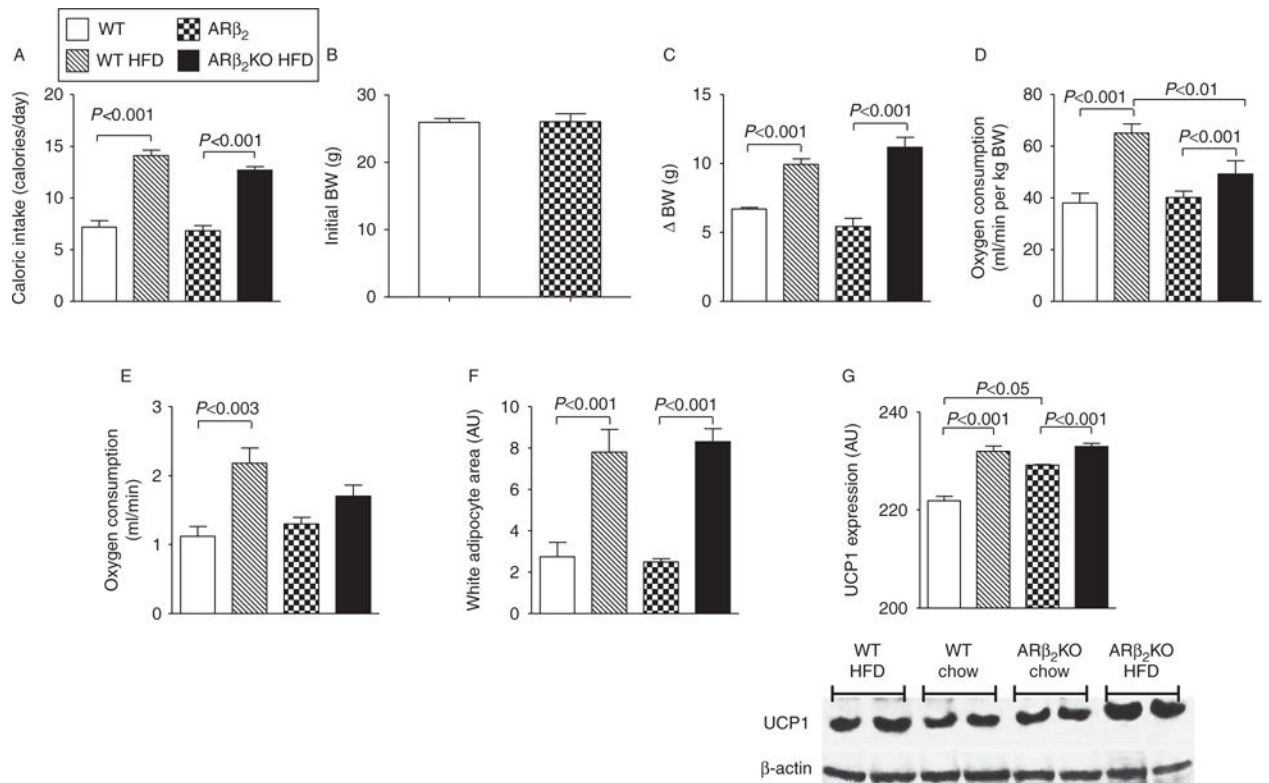 WT
ARβ₂
WT HFD
ARβ₂KO HFD
A
Caloric intake (calories/day)
20
15
10
5
0
P<0.001
P<0.001
B
Initial BW (g)
30
20
10
0
C
Δ BW (g)
15
10
5
0
P<0.001
P<0.001
D
Oxygen consumption
(ml/min per kg BW)
80
60
40
20
0
P<0.001
P<0.01
P<0.001
E
Oxygen consumption
(ml/min)
3
2
1
0
P<0.003
F
White adipocyte area (AU)
10
8
6
4
2
0
P<0.001
P<0.001
G
UCP1 expression (AU)
240
220
200
P<0.05
P<0.001
P<0.001
WT
HFD
WT
chow
ARβ₂KO
chow
ARβ₂KO
HFD
UCP1
β-actin